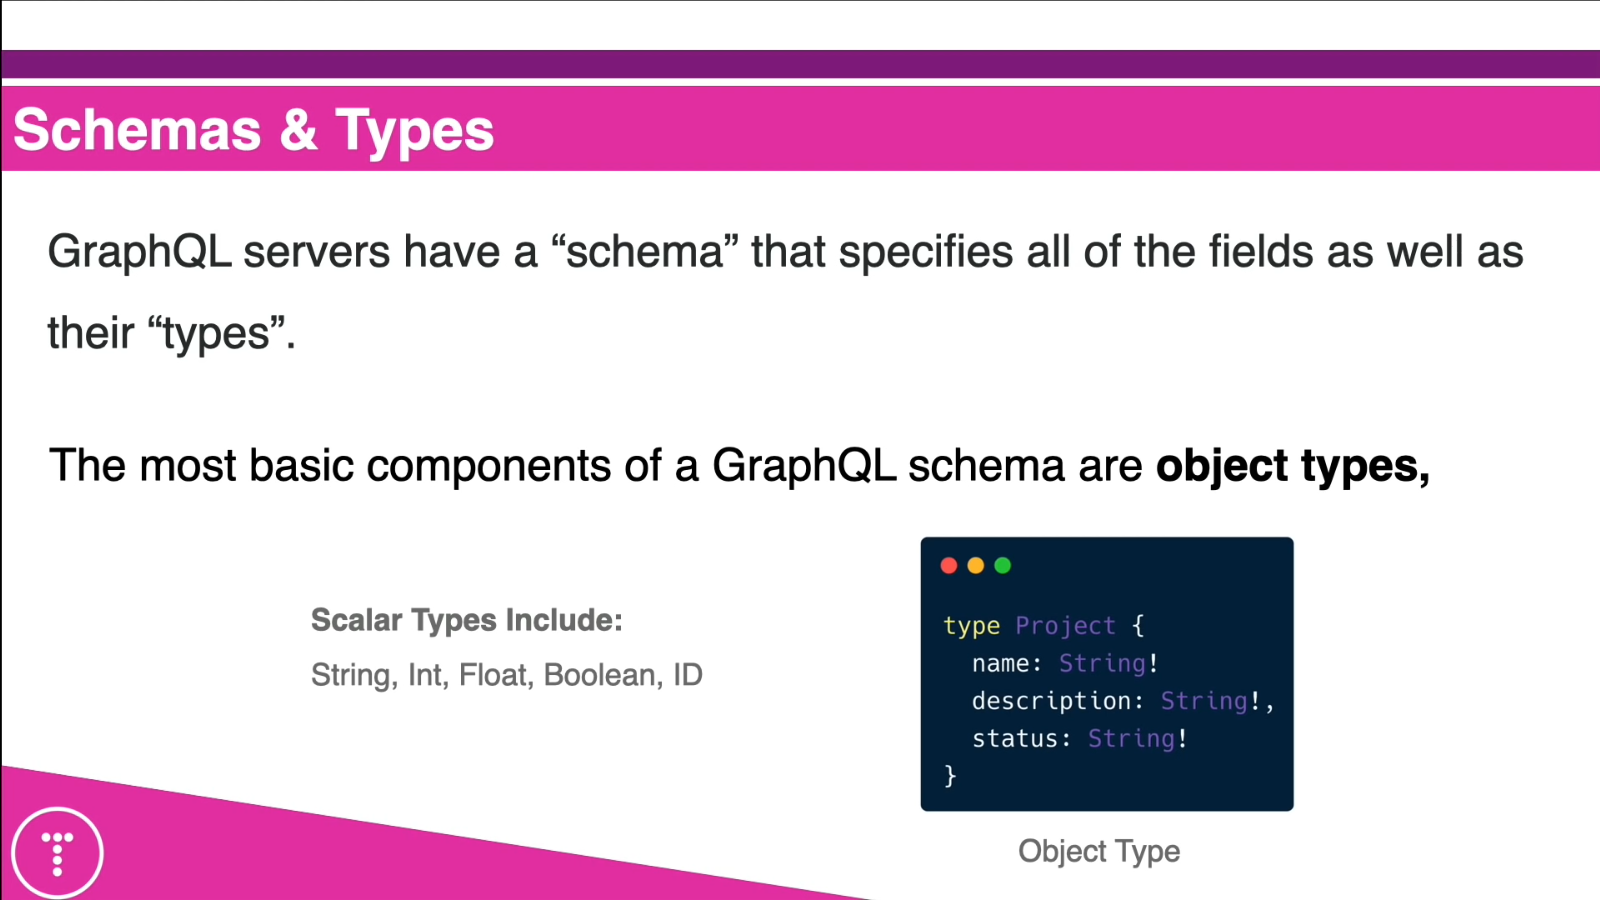 Schemas & Types
GraphQL servers have a “schema” that specifies all of the fields as well as
their “types”.
The most basic components of a GraphQL schema are object types,
Scalar Types Include:
String, Int, Float, Boolean, ID
type Project {
  name: String!
  description: String!,
  status: String!
}
Object Type
T